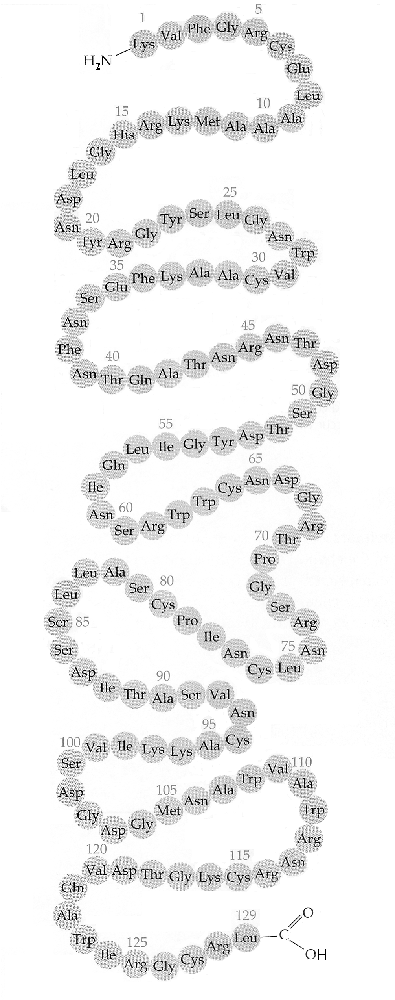 1 5
H₂N Lys Val Phe Gly Arg Cys Glu Leu Ala
10
Ala Ala Met Lys Arg His
15
Gly Leu Asp Asn
20
Tyr Arg Gly Tyr Ser Leu
25
Gly Asn Trp Val
30
Cys Ala Ala Lys Phe Glu
35
Ser Asn Phe Asn
40
Thr Gln Ala Thr Asn Arg
45
Asn Thr Asp Gly
50
Ser Thr Asp Tyr Gly Ile
55
Leu Gln Ile Asn
60
Ser Arg Trp Trp Cys Asn
65
Asp Gly Arg Thr
70
Pro Gly Ser Arg Asn Leu
75
Cys Asn Ile Pro
80
Cys Ser Ala Leu Leu Ser
85
Ser Asp Ile Thr
90
Ala Ser Val Asn Cys Ala
95
Lys Lys Ile Val
100
Ser Asp Gly Asp Gly Met
105
Asn Ala Trp Val
110
Ala Trp Arg Asn Arg Cys
115
Lys Gly Thr Asp
120
Val Gln Ala Trp Ile Arg
125
Gly Cys Arg Leu
129
C
O
OH